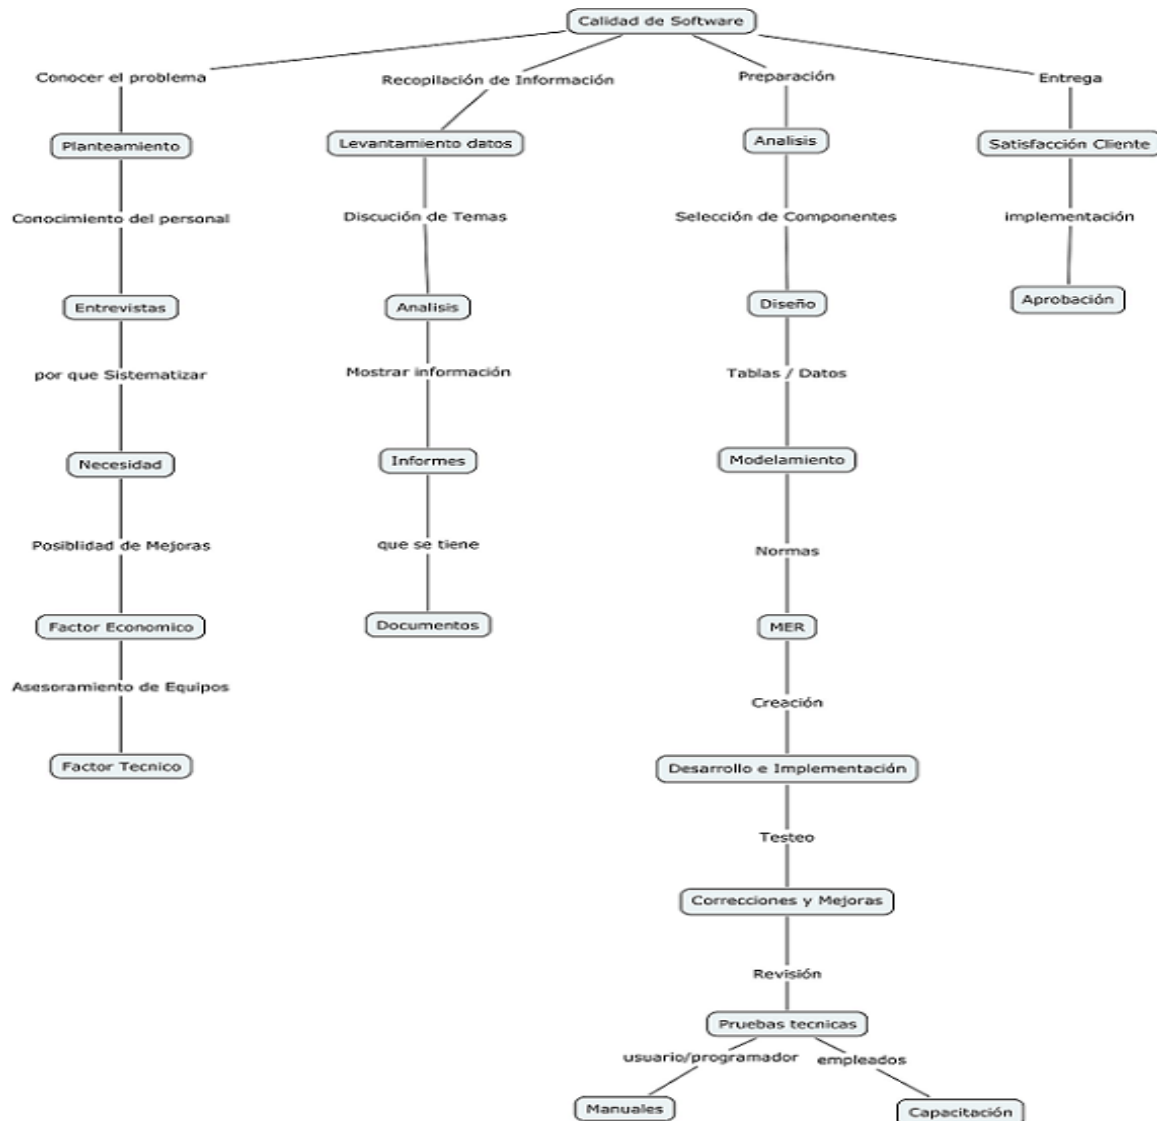 Calidad de Software
Conocer el problema
Recopilación de Información
Preparación
Entrega
Planteamiento
Levantamiento datos
Analisis
Satisfacción Cliente
Conocimiento del personal
Discución de Temas
Selección de Componentes
implementación
Entrevistas
Analisis
Diseño
Aprobación
por que Sistematizar
Mostrar información
Tablas / Datos
Necesidad
Informes
Modelamiento
Posiblidad de Mejoras
que se tiene
Normas
Factor Economico
Documentos
MER
Asesoramiento de Equipos
Creación
Factor Tecnico
Desarrollo e Implementación
Testeo
Correcciones y Mejoras
Revisión
Pruebas tecnicas
usuario/programador
empleados
Manuales
Capacitación